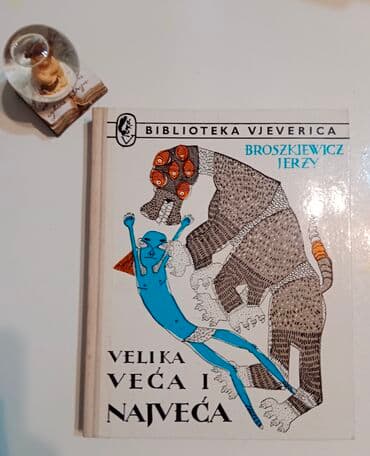 BIBLIOTEKA VJEVERICA
BROSZKIEWICZ
JERZY
VELIKA
VEĆA I
NAJVEĆA